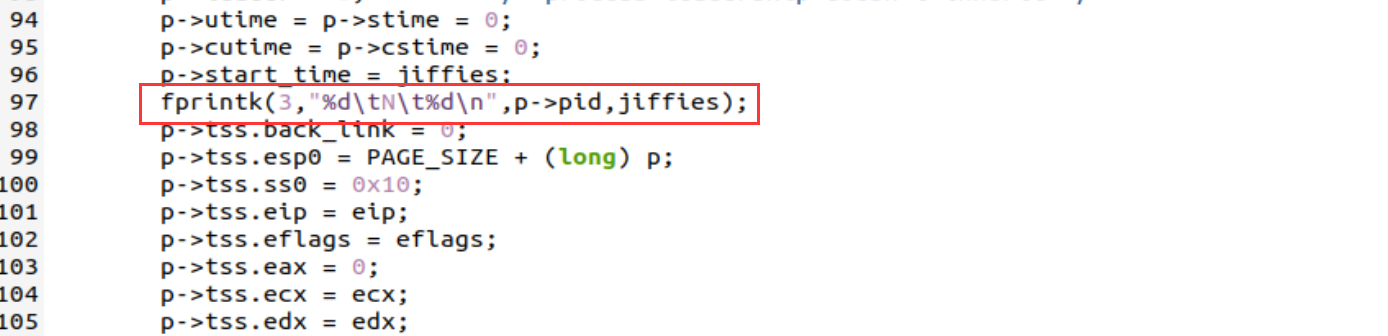 94 p->utime = p->stime = 0;
95 p->cutime = p->cstime = 0;
96 p->start_time = jiffies;
97 fprintk(3,"%d\tN\t%d\n",p->pid,jiffies);
98 p->tss.back_link = 0;
99 p->tss.esp0 = PAGE_SIZE + (long) p;
100 p->tss.ss0 = 0x10;
101 p->tss.eip = eip;
102 p->tss.eflags = eflags;
103 p->tss.eax = 0;
104 p->tss.ecx = ecx;
105 p->tss.edx = edx;